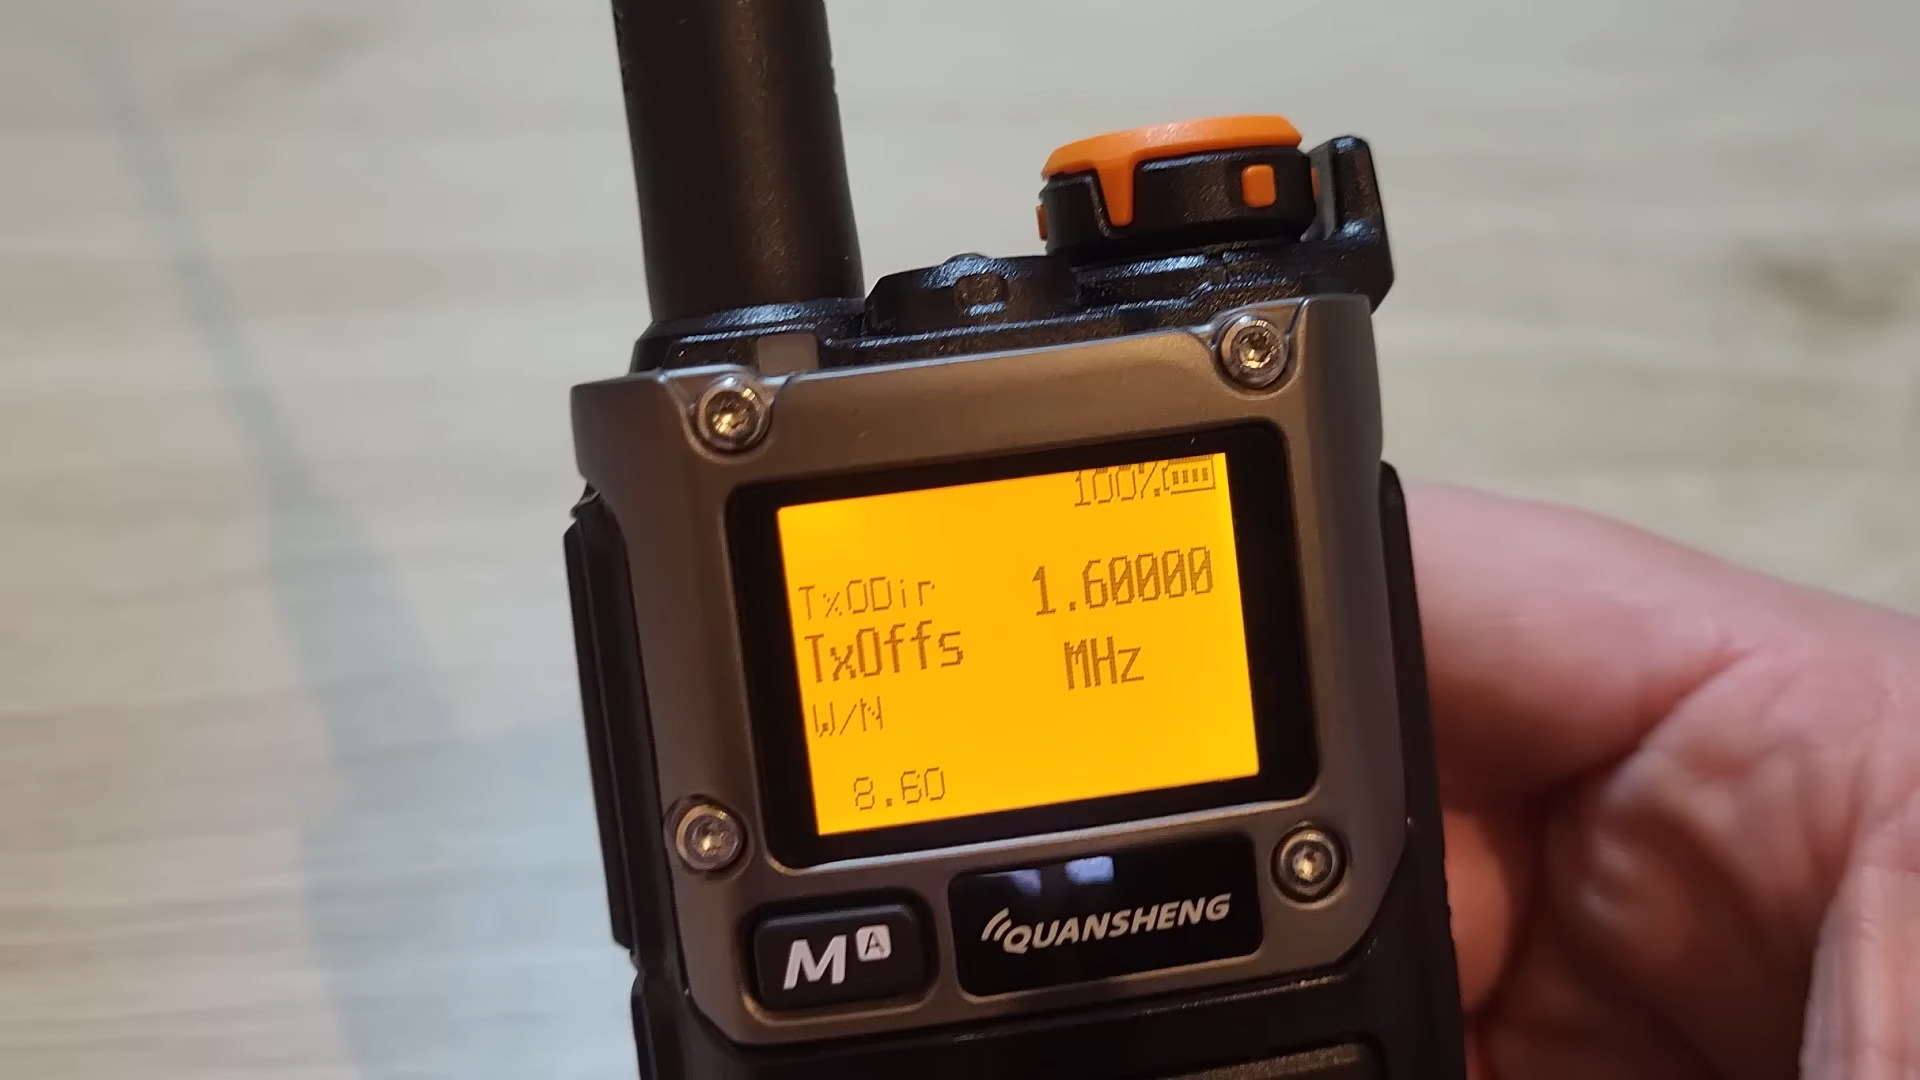 100%
TxODir
1.60000
TxOffs
MHz
W/N
8.60
M A
QUANSHENG